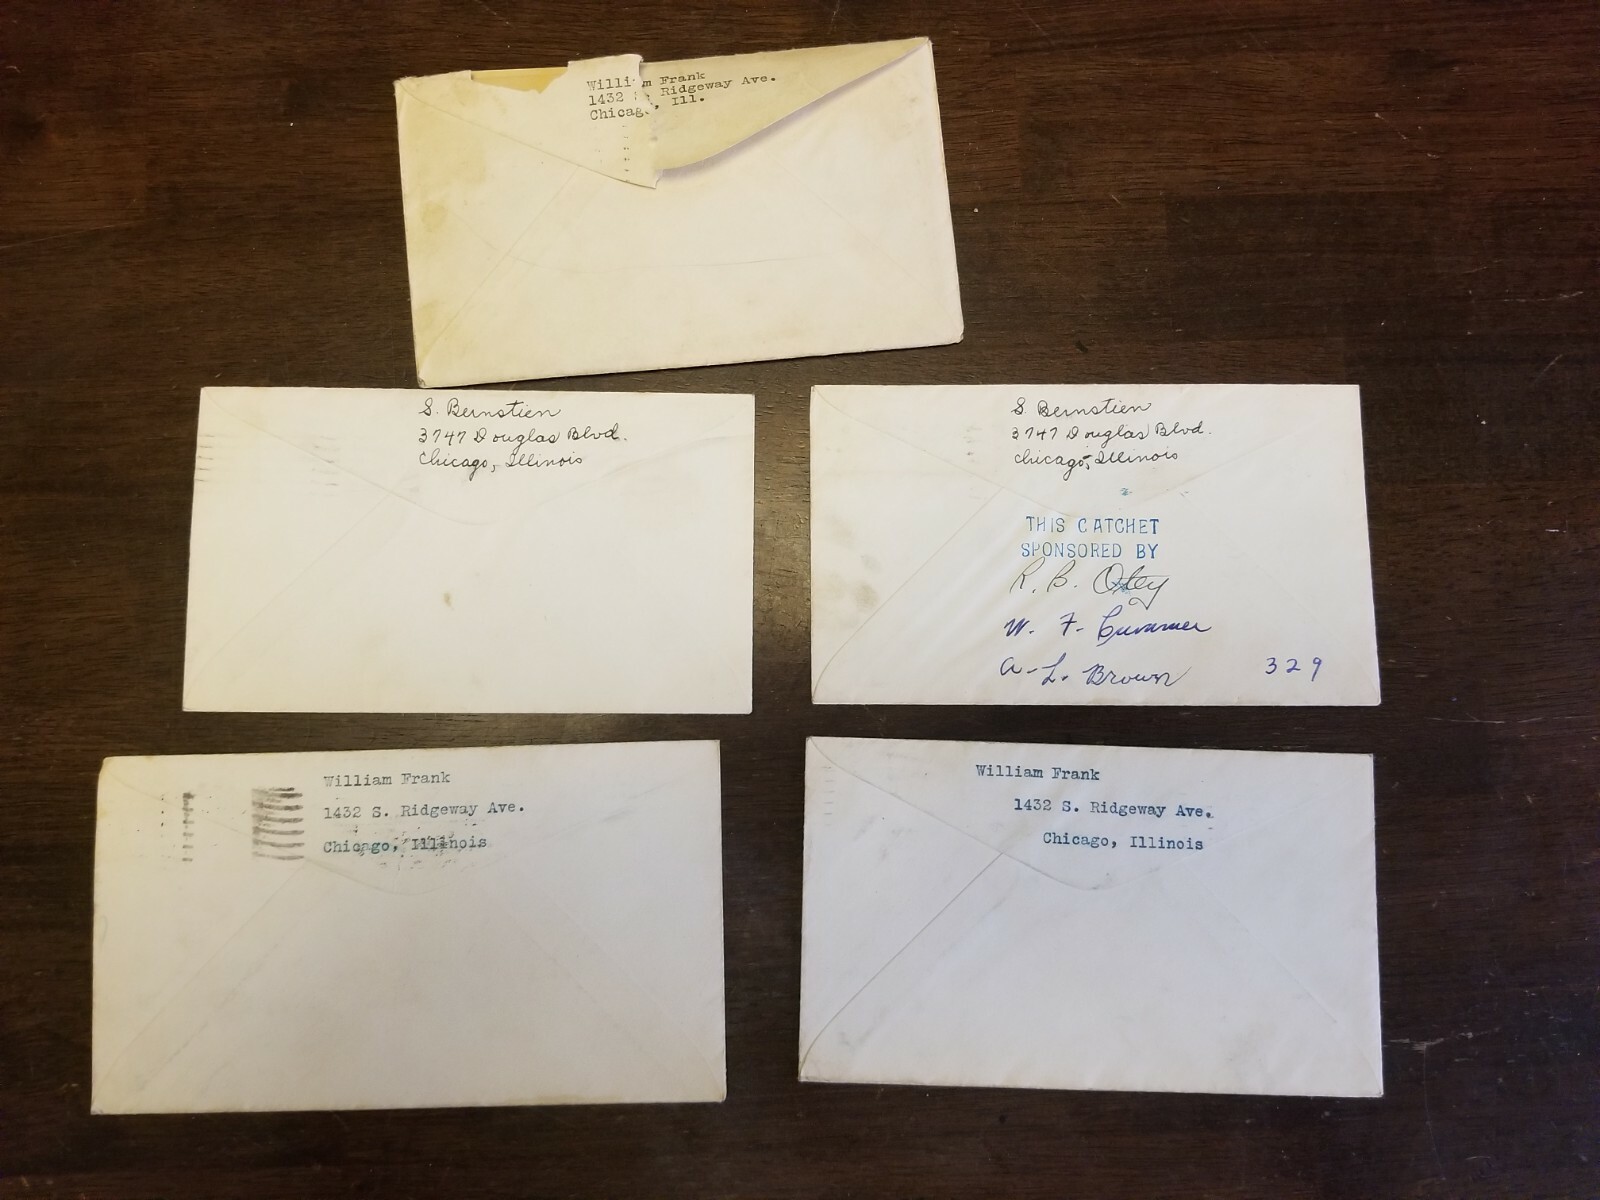 William Frank
1432 S. Ridgeway Ave.
Chicago, Ill.
S. Bernstien
3747 Douglas Blvd.
Chicago, Illinois
S. Bernstien
3747 Douglas Blvd.
Chicago, Illinois
THIS CATCHET
SPONSORED BY
R. B. Otey
W. F. Cummer
A. L. Brown 329
William Frank
1432 S. Ridgeway Ave.
Chicago, Illinois
William Frank
1432 S. Ridgeway Ave.
Chicago, Illinois